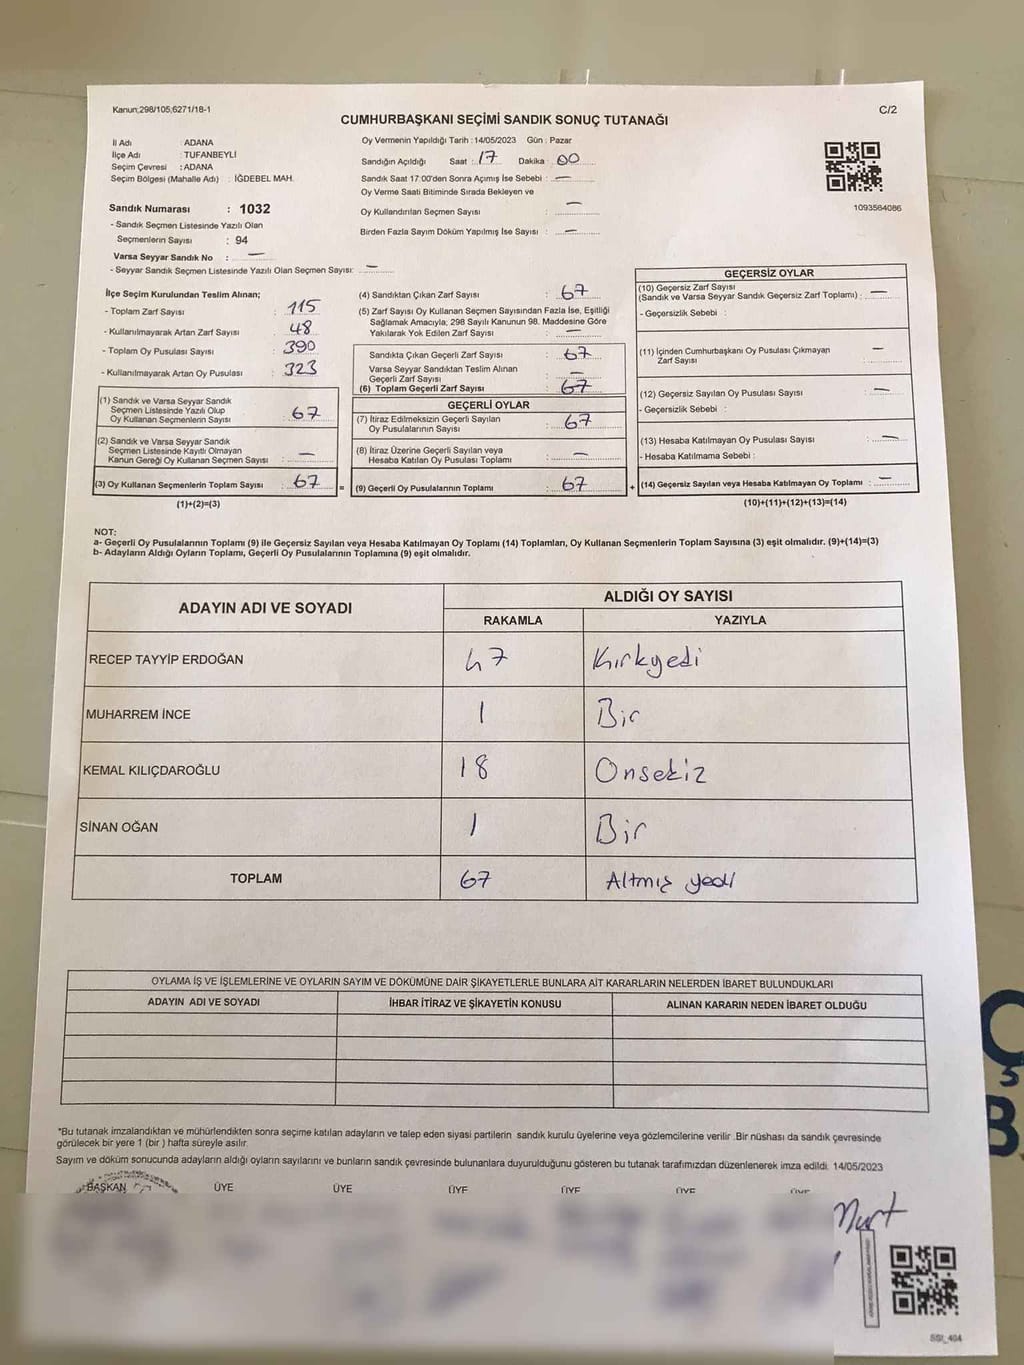 Kanun;298/105;6271/18-1
C/2
CUMHURBAŞKANI SEÇİMİ SANDIK SONUÇ TUTANAĞI
İl Adı : ADANA
İlçe Adı : TUFANBEYLİ
Seçim Çevresi : ADANA
Seçim Bölgesi (Mahalle Adı) : İĞDEBEL MAH.
Sandık Numarası : 1032
- Sandık Seçmen Listesinde Yazılı Olan
Seçmenlerin Sayısı : 94
Varsa Seyyar Sandık No : —
- Seyyar Sandık Seçmen Listesinde Yazılı Olan Seçmen Sayısı: —
Oy Vermenin Yapıldığı Tarih : 14/05/2023 Gün : Pazar
Sandığın Açıldığı Saat : 17 Dakika : 00
Sandık Saat 17:00'den Sonra Açımış İse Sebebi : —
Oy Verme Saati Bitiminde Sırada Bekleyen ve
Oy Kullandırılan Seçmen Sayısı : —
Birden Fazla Sayım Döküm Yapılmış İse Sayısı : —
1093564086
İlçe Seçim Kurulundan Teslim Alınan;
- Toplam Zarf Sayısı : 115
- Kullanılmayarak Artan Zarf Sayısı : 48
- Toplam Oy Pusulası Sayısı : 390
- Kullanılmayarak Artan Oy Pusulası : 323
(1) Sandık ve Varsa Seyyar Sandık
Seçmen Listesinde Yazılı Olup
Oy Kullanan Seçmenlerin Sayısı : 67
(2) Sandık ve Varsa Seyyar Sandık
Seçmen Listesinde Kayıtlı Olmayan
Kanun Gereği Oy Kullanan Seçmen Sayısı : —
(3) Oy Kullanan Seçmenlerin Toplam Sayısı : 67
(1)+(2)=(3)
(4) Sandıktan Çıkan Zarf Sayısı : 67
(5) Zarf Sayısı Oy Kullanan Seçmen Sayısından Fazla İse, Eşitliği
Sağlamak Amacıyla; 298 Sayılı Kanunun 98. Maddesine Göre
Yakılarak Yok Edilen Zarf Sayısı : —
Sandıkta Çıkan Geçerli Zarf Sayısı : 67
Varsa Seyyar Sandıktan Teslim Alınan
Geçerli Zarf Sayısı : —
(6) Toplam Geçerli Zarf Sayısı : 67
GEÇERLİ OYLAR
(7) İtiraz Edilmeksizin Geçerli Sayılan
Oy Pusulalarının Sayısı : 67
(8) İtiraz Üzerine Geçerli Sayılan veya
Hesaba Katılan Oy Pusulası Toplamı : —
= (9) Geçerli Oy Pusulalarının Toplamı : 67 +
GEÇERSİZ OYLAR
(10) Geçersiz Zarf Sayısı
(Sandık ve Varsa Seyyar Sandık Geçersiz Zarf Toplamı) : —
- Geçersizlik Sebebi :
(11) İçinden Cumhurbaşkanı Oy Pusulası Çıkmayan
Zarf Sayısı : —
(12) Geçersiz Sayılan Oy Pusulası Sayısı : —
- Geçersizlik Sebebi :
(13) Hesaba Katılmayan Oy Pusulası Sayısı : —
- Hesaba Katılmama Sebebi :
(14) Geçersiz Sayılan veya Hesaba Katılmayan Oy Toplamı : —
(10)+(11)+(12)+(13)=(14)
NOT:
a- Geçerli Oy Pusulalarının Toplamı (9) ile Geçersiz Sayılan veya Hesaba Katılmayan Oy Toplamı (14) Toplamları, Oy Kullanan Seçmenlerin Toplam Sayısına (3) eşit olmalıdır. (9)+(14)=(3)
b- Adayların Aldığı Oyların Toplamı, Geçerli Oy Pusulalarının Toplamına (9) eşit olmalıdır.
ADAYIN ADI VE SOYADI ALDIĞI OY SAYISI
RAKAMLA YAZIYLA
RECEP TAYYİP ERDOĞAN 47 Kırkyedi
MUHARREM İNCE 1 Bir
KEMAL KILIÇDAROĞLU 18 Onsekiz
SİNAN OĞAN 1 Bir
TOPLAM 67 Altmış yedi
OYLAMA İŞ VE İŞLEMLERİNE VE OYLARIN SAYIM VE DÖKÜMÜNE DAİR ŞİKAYETLERLE BUNLARA AİT KARARLARIN NELERDEN İBARET BULUNDUKLARI
ADAYIN ADI VE SOYADI İHBAR İTİRAZ VE ŞİKAYETİN KONUSU ALINAN KARARIN NEDEN İBARET OLDUĞU
*Bu tutanak imzalandıktan ve mühürlendikten sonra seçime katılan adayların ve talep eden siyasi partilerin sandık kurulu üyelerine veya gözlemcilerine verilir .Bir nüshası da sandık çevresinde
görülecek bir yere 1 (bir ) hafta süreyle asılır.
Sayım ve döküm sonucunda adayların aldığı oyların sayılarını ve bunların sandık çevresinde bulunanlara duyurulduğunu gösteren bu tutanak tarafımızdan düzenlenerek imza edildi. 14/05/2023
BAŞKAN ÜYE ÜYE ÜYE ÜYE ÜYE ÜYE
Ç
B